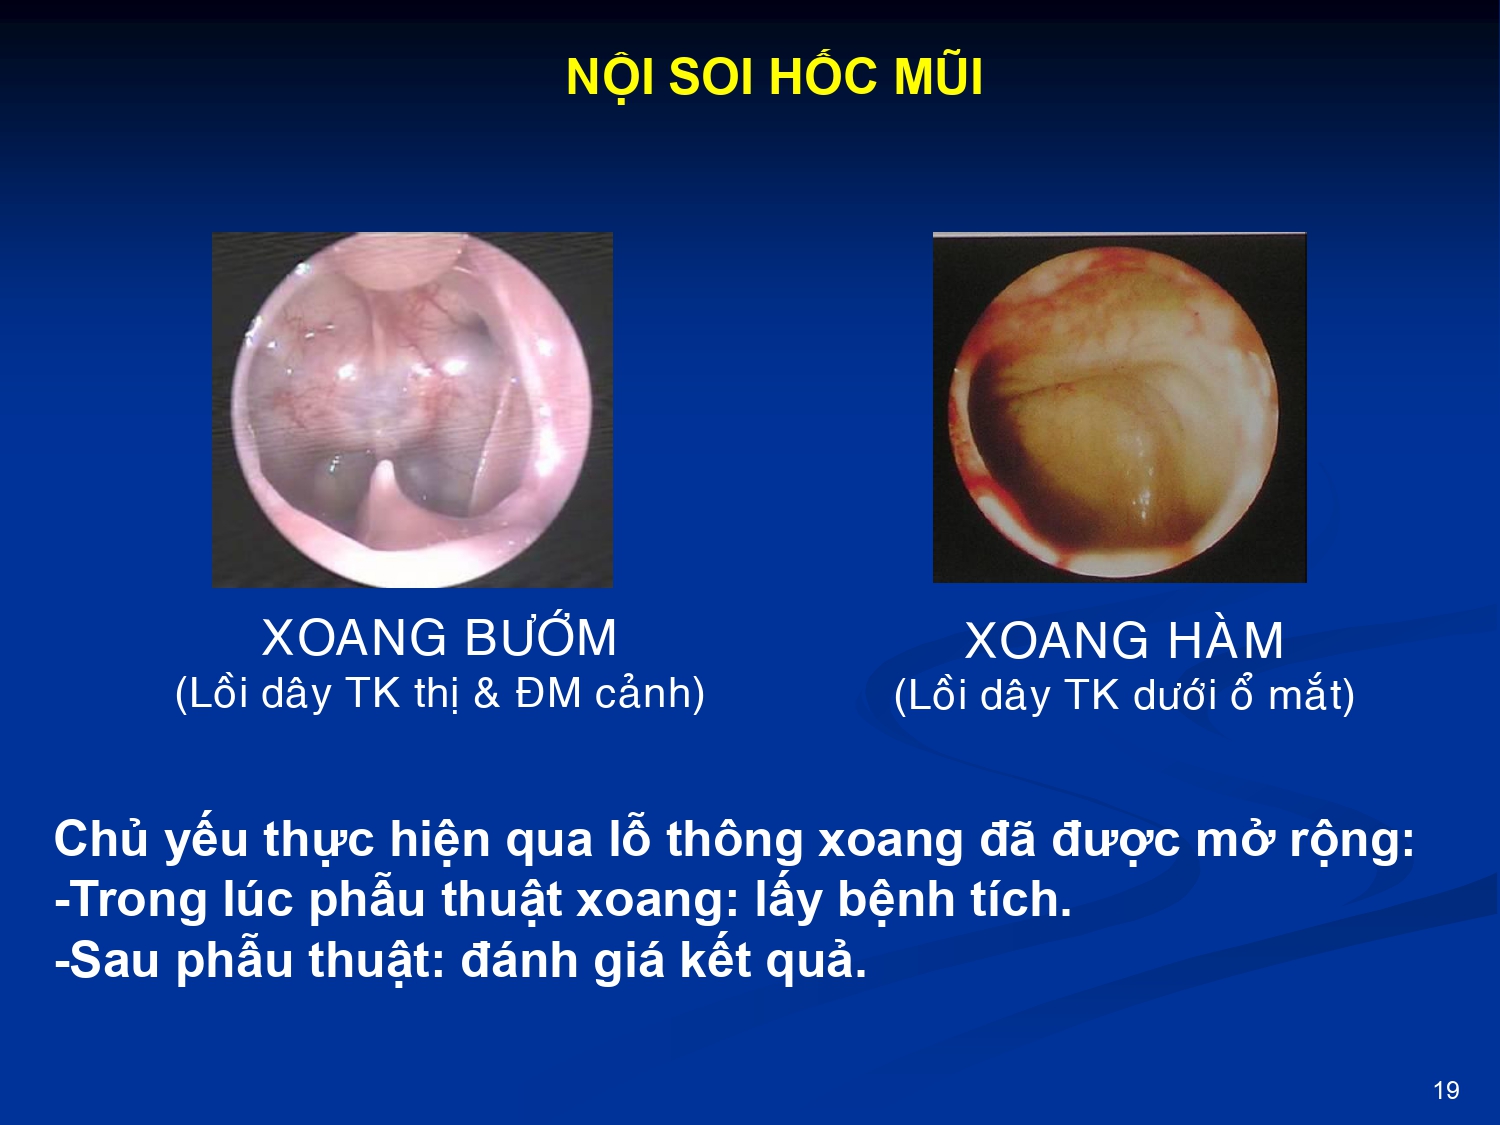 NỘI SOI HỐC MŨI
XOANG BƯỚM
(Lồi dây TK thị & ĐM cảnh)
XOANG HÀM
(Lồi dây TK dưới ổ mắt)
Chủ yếu thực hiện qua lỗ thông xoang đã được mở rộng:
-Trong lúc phẫu thuật xoang: lấy bệnh tích.
-Sau phẫu thuật: đánh giá kết quả.
19